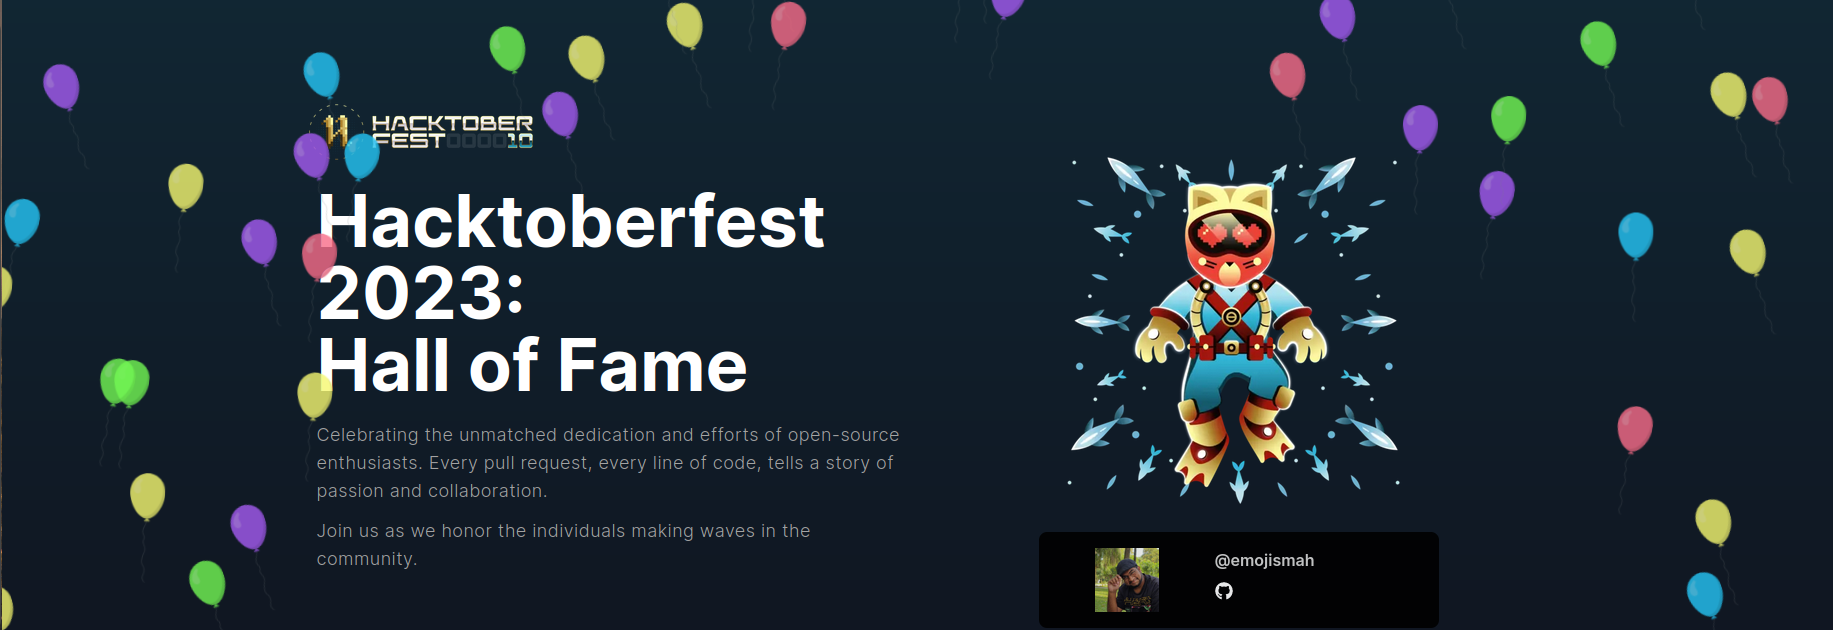 HACKTOBER
FEST000010
Hacktoberfest
2023:
Hall of Fame
Celebrating the unmatched dedication and efforts of open-source
enthusiasts. Every pull request, every line of code, tells a story of
passion and collaboration.
Join us as we honor the individuals making waves in the
community.
@emojismah